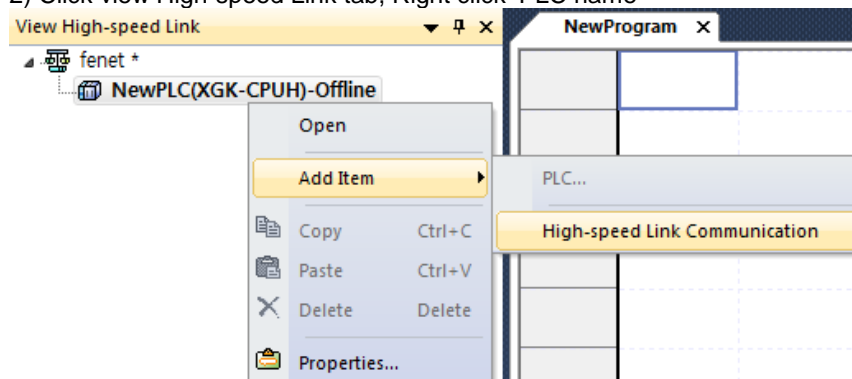 2) Click view High-speed Link tab, Right click PLC name
View High-speed Link
NewProgram
fenet *
NewPLC(XGK-CPUH)-Offline
Open
Add Item
PLC...
Copy Ctrl+C
High-speed Link Communication
Paste Ctrl+V
Delete Delete
Properties...